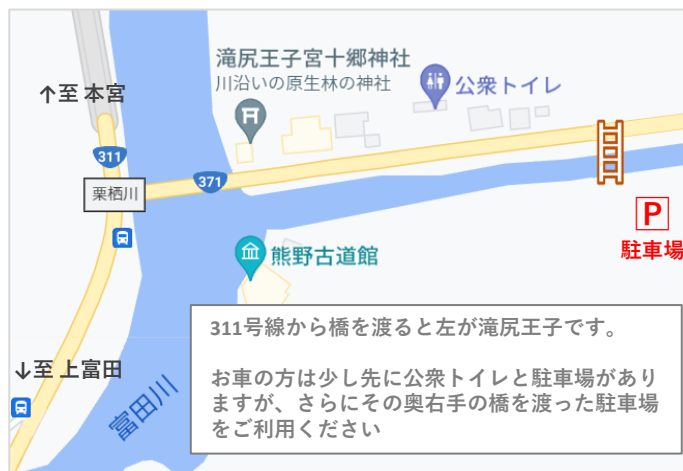 滝尻王子宮十郷神社
川沿いの原生林の神社
公衆トイレ
↑至 本宮
311
371
栗栖川
P
駐車場
熊野古道館
↓至 上富田
富田川
311号線から橋を渡ると左が滝尻王子です。
お車の方は少し先に公衆トイレと駐車場があり
ますが、さらにその奥右手の橋を渡った駐車場
をご利用ください